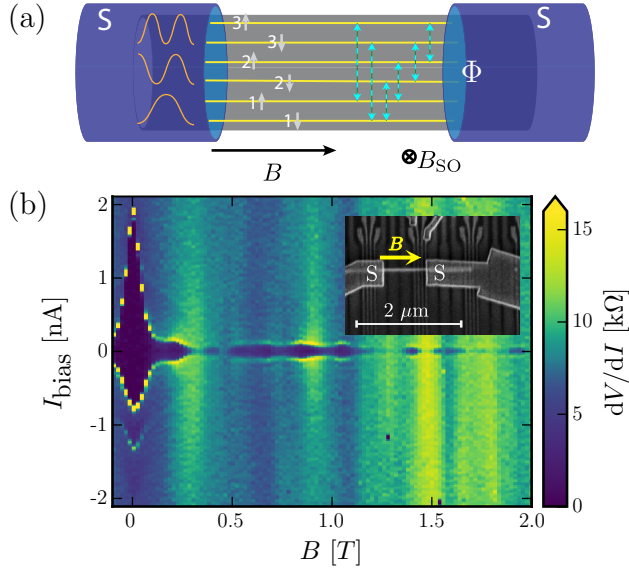 (a)
S
S
3↑
3↓
2↑
2↓
1↑
1↓
Φ
B
⊗B_SO
(b)
2
1
0
-1
-2
I_bias [nA]
0
0.5
1.0
1.5
2.0
B [T]
B
S
S
2 μm
15
10
5
0
dV/dI [kΩ]